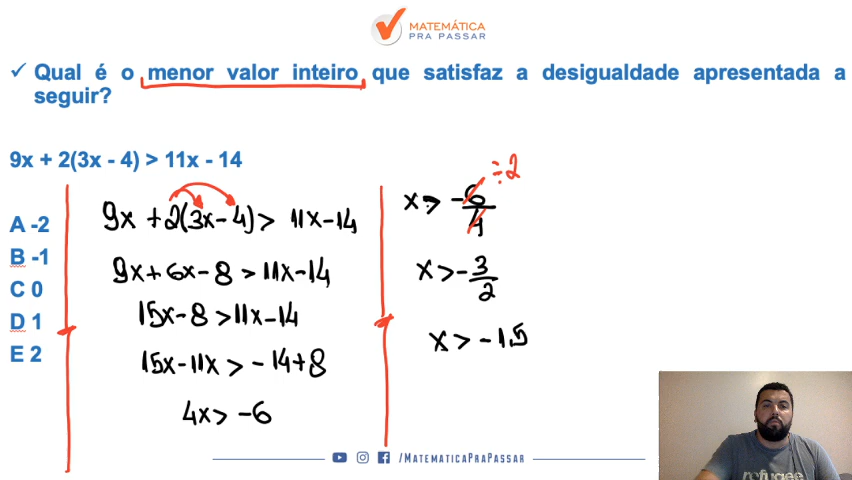 MATEMÁTICA
PRA PASSAR
✓ Qual é o menor valor inteiro que satisfaz a desigualdade apresentada a
seguir?
9x + 2(3x - 4) > 11x - 14
A -2
B -1
C 0
D 1
E 2
9x + 2(3x - 4) > 11x - 14
9x + 6x - 8 > 11x - 14
15x - 8 > 11x - 14
15x - 11x > - 14 + 8
4x > -6
x > -6/4 ÷2
x > -3/2
x > -1,5
/MatematicaPraPassar
refugee